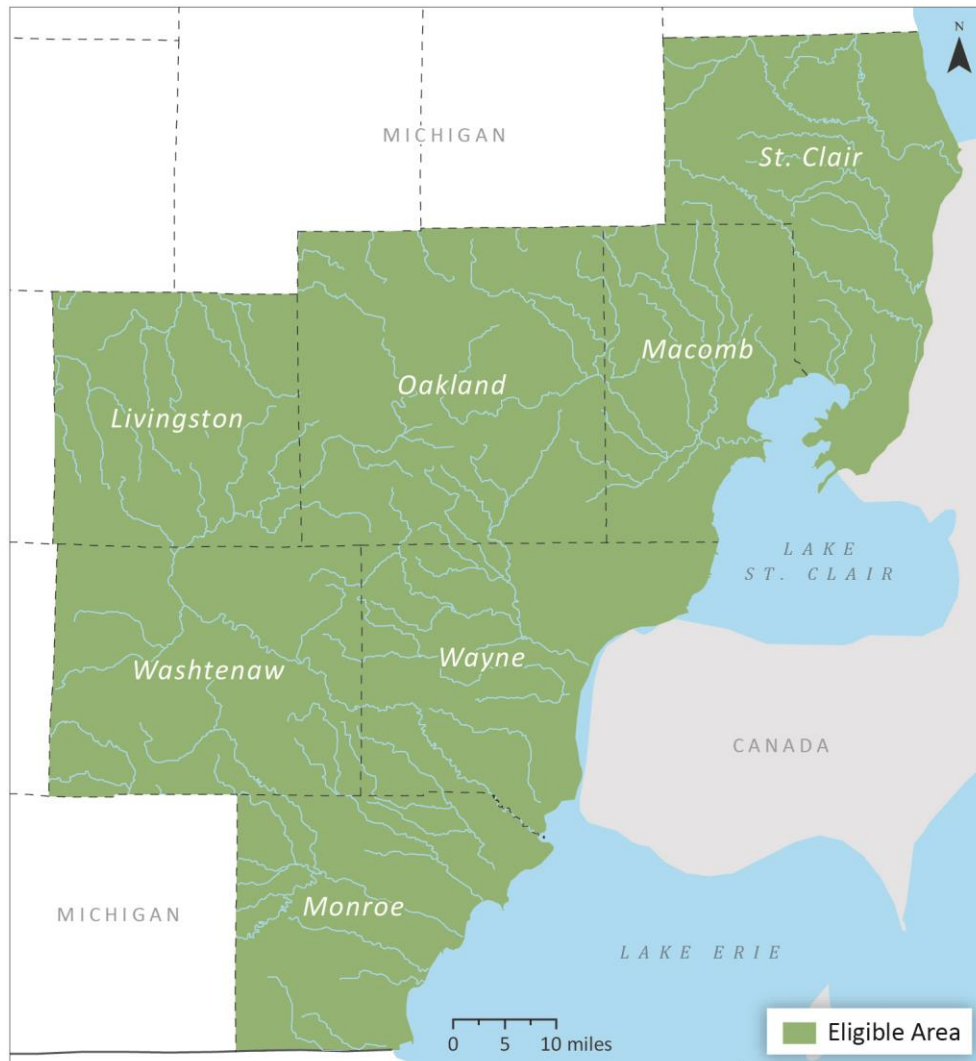 N
MICHIGAN
St. Clair
Macomb
Oakland
Livingston
LAKE
ST. CLAIR
Washtenaw
Wayne
CANADA
MICHIGAN
Monroe
LAKE ERIE
0 5 10 miles
Eligible Area